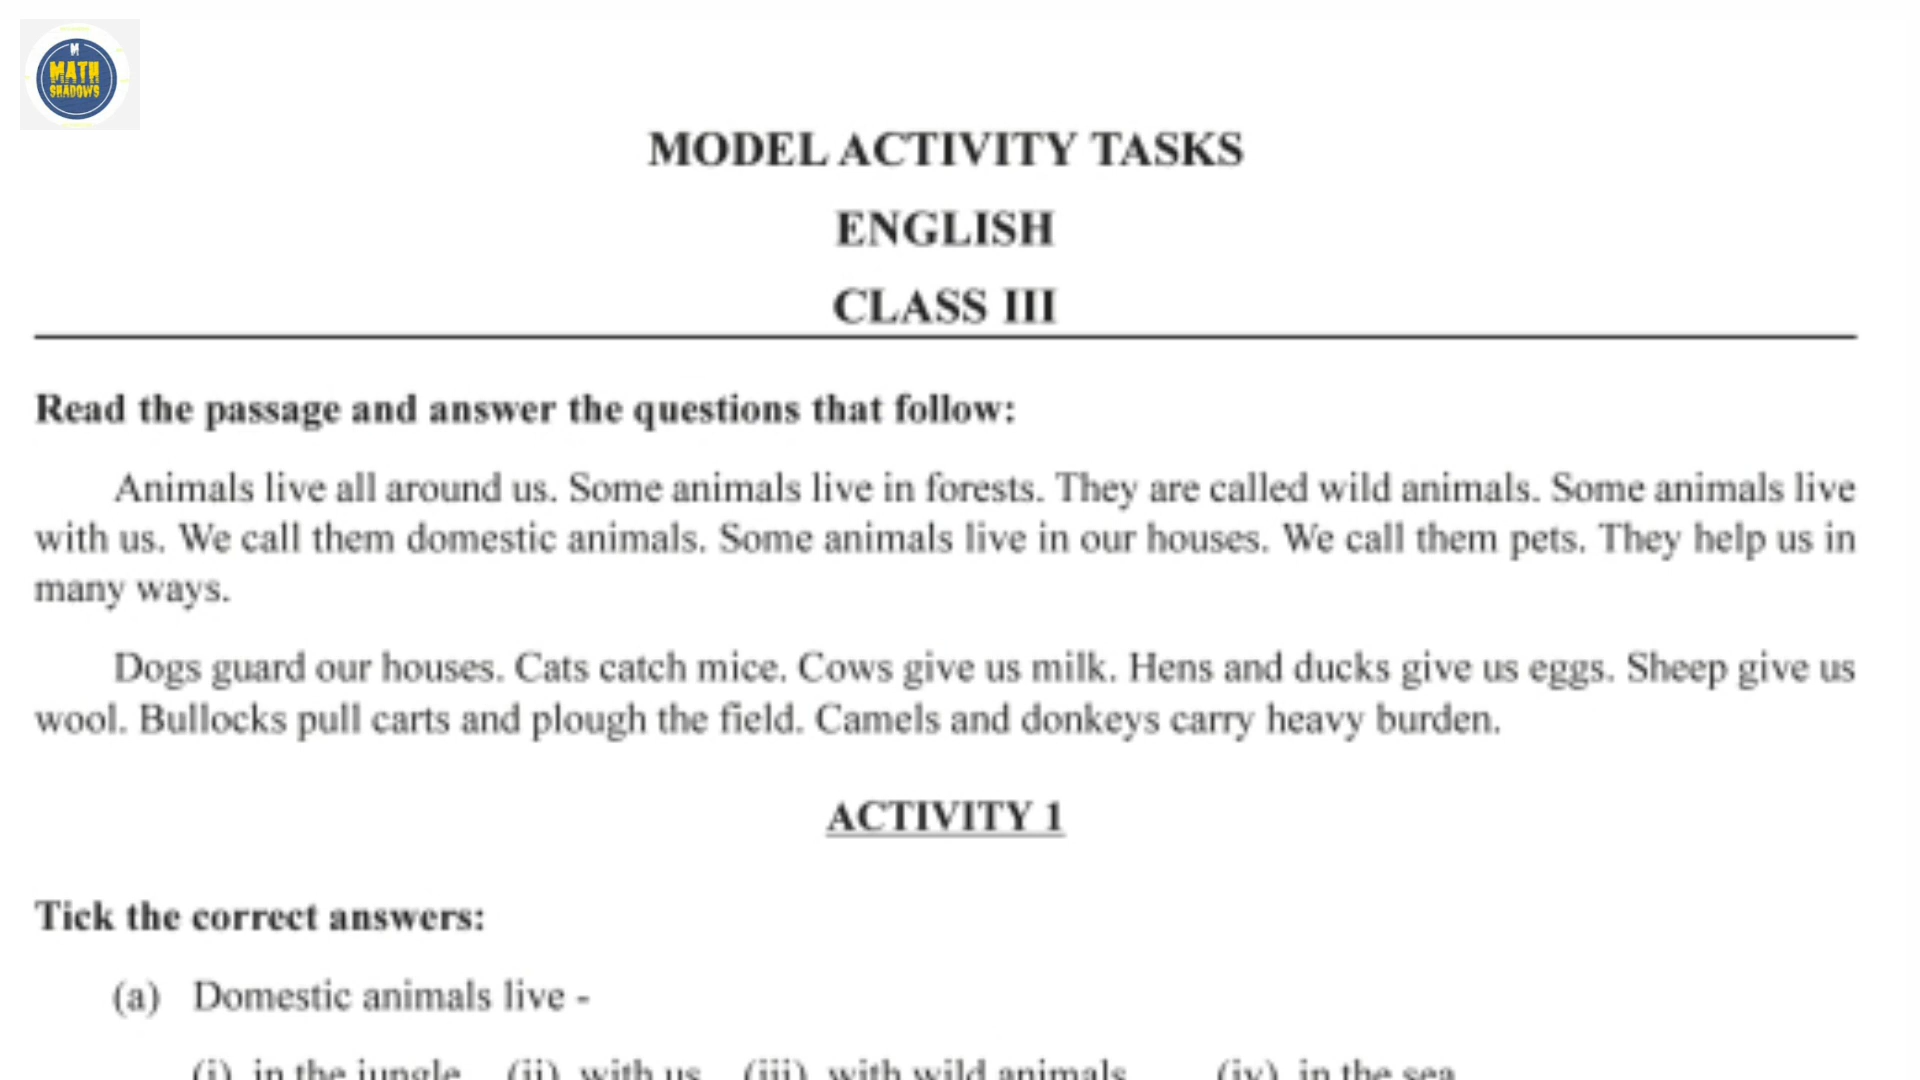 M
MATH
SHADOWS
MODEL ACTIVITY TASKS
ENGLISH
CLASS III
Read the passage and answer the questions that follow:
Animals live all around us. Some animals live in forests. They are called wild animals. Some animals live
with us. We call them domestic animals. Some animals live in our houses. We call them pets. They help us in
many ways.
Dogs guard our houses. Cats catch mice. Cows give us milk. Hens and ducks give us eggs. Sheep give us
wool. Bullocks pull carts and plough the field. Camels and donkeys carry heavy burden.
ACTIVITY 1
Tick the correct answers:
(a) Domestic animals live -
(i) in the jungle (ii) with us (iii) with wild animals (iv) in the sea